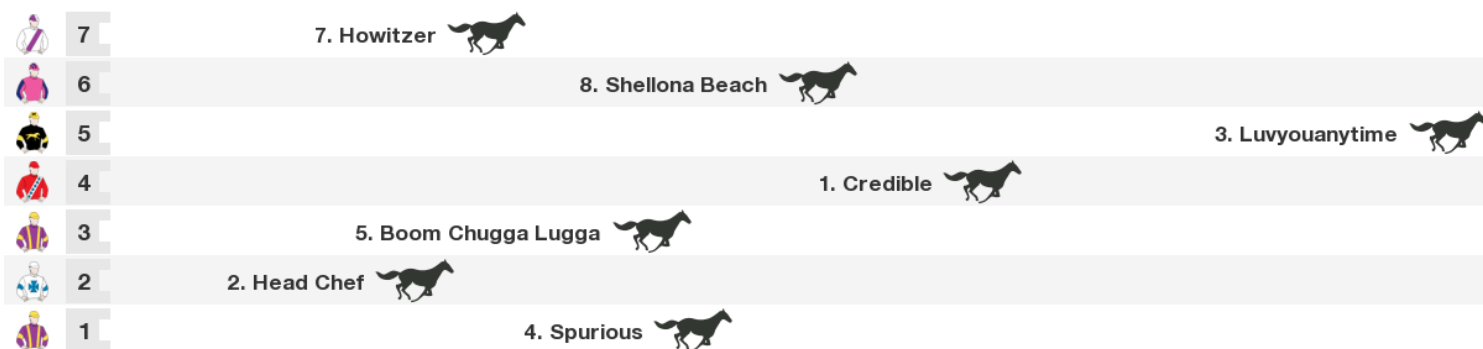 7 7. Howitzer
6 8. Shellona Beach
5 3. Luvyouanytime
4 1. Credible
3 5. Boom Chugga Lugga
2 2. Head Chef
1 4. Spurious